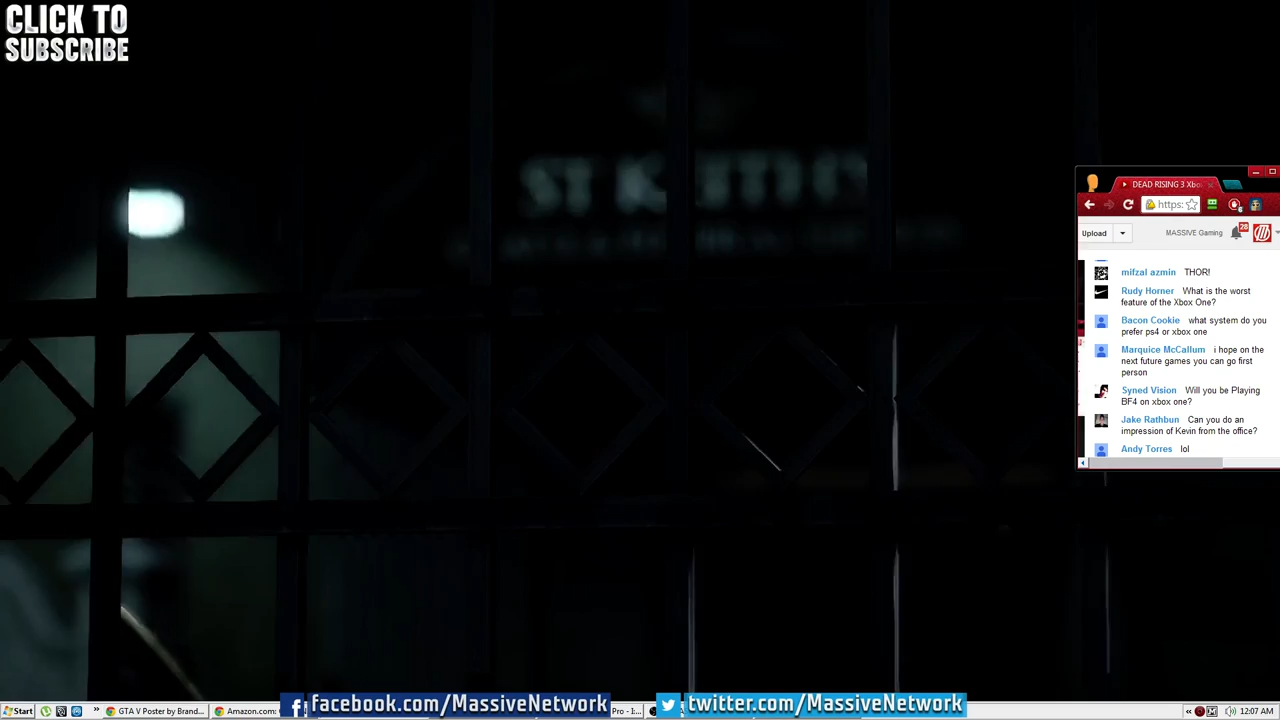 CLICK TO
SUBSCRIBE
DEAD RISING 3 Xbo
https:
Upload
MASSIVE Gaming
28
mifzal azmin THOR!
Rudy Horner What is the worst
feature of the Xbox One?
Bacon Cookie what system do you
prefer ps4 or xbox one
Marquice McCallum i hope on the
next future games you can go first
person
Syned Vision Will you be Playing
BF4 on xbox one?
Jake Rathbun Can you do an
impression of Kevin from the office?
Andy Torres lol
facebook.com/MassiveNetwork
twitter.com/MassiveNetwork
Start
GTA V Poster by Brand...
Amazon.com:
Pro - I...
12:07 AM